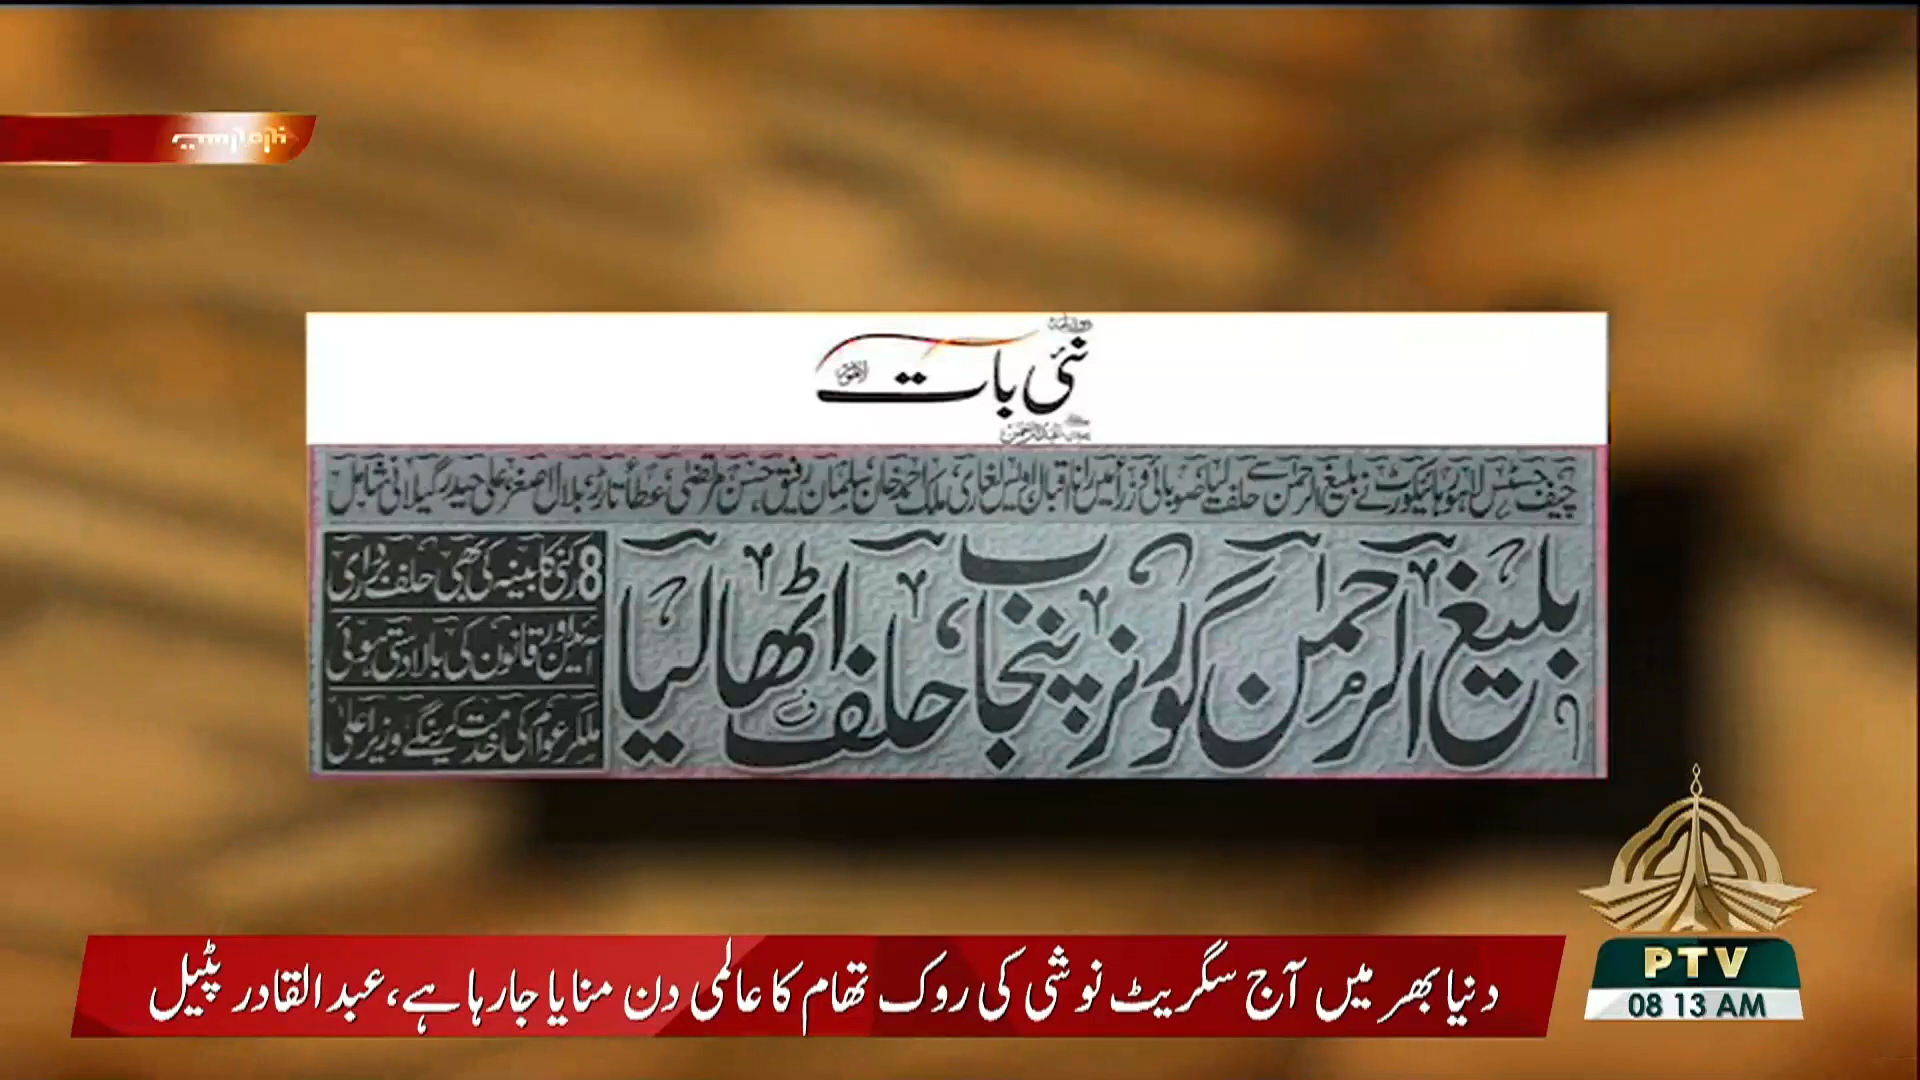 روزنامہ
نئی بات
لاہور
چیف جسٹس لاہور ہائیکورٹ نے بلیغ الرحمن سے حلف لیا صوبائی وزراء میں رانا اقبال، اویس لغاری، ملک احمد خان، سلمان رفیق، حسن مرتضیٰ، عطا تارڑ، بلال اصغر، علی حیدر گیلانی شامل
بلیغ الرحمن گورنر پنجاب، حلف اٹھا لیا
8 رکنی کابینہ کی بھی حلف برداری
آئین اور قانون کی بالادستی ہوئی
ملکر عوام کی خدمت کرینگے وزیراعلیٰ
PTV
08 13 AM
دنیا بھر میں آج سگریٹ نوشی کی روک تھام کا عالمی دن منایا جا رہا ہے، عبدالقادر پٹیل